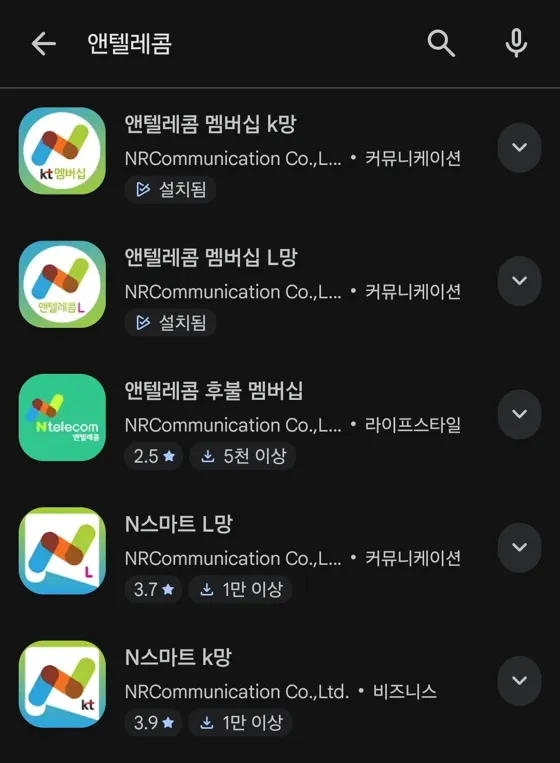 앤텔레콤
앤텔레콤 멤버십 k망
NRCommunication Co.,L... • 커뮤니케이션
설치됨
kt멤버십
앤텔레콤 멤버십 L망
NRCommunication Co.,L... • 커뮤니케이션
설치됨
앤텔레콤L
앤텔레콤 후불 멤버십
NRCommunication Co.,L... • 라이프스타일
2.5 5천 이상
Ntelecom
앤텔레콤
N스마트 L망
NRCommunication Co.,L... • 커뮤니케이션
3.7 1만 이상
L
N스마트 k망
NRCommunication Co.,Ltd. • 비즈니스
3.9 1만 이상
kt